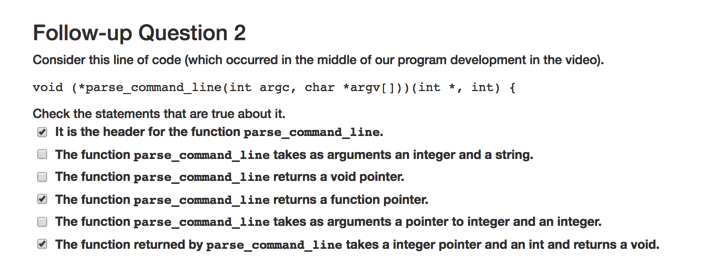 Follow-up Question 2
Consider this line of code (which occurred in the middle of our program development in the video).
void (*parse_command_line(int argc, char *argv[]))(int *, int) {
Check the statements that are true about it.
It is the header for the function parse_command_line.
The function parse_command_line takes as arguments an integer and a string.
The function parse_command_line returns a void pointer.
The function parse_command_line returns a function pointer.
The function parse_command_line takes as arguments a pointer to integer and an integer.
The function returned by parse_command_line takes a integer pointer and an int and returns a void.